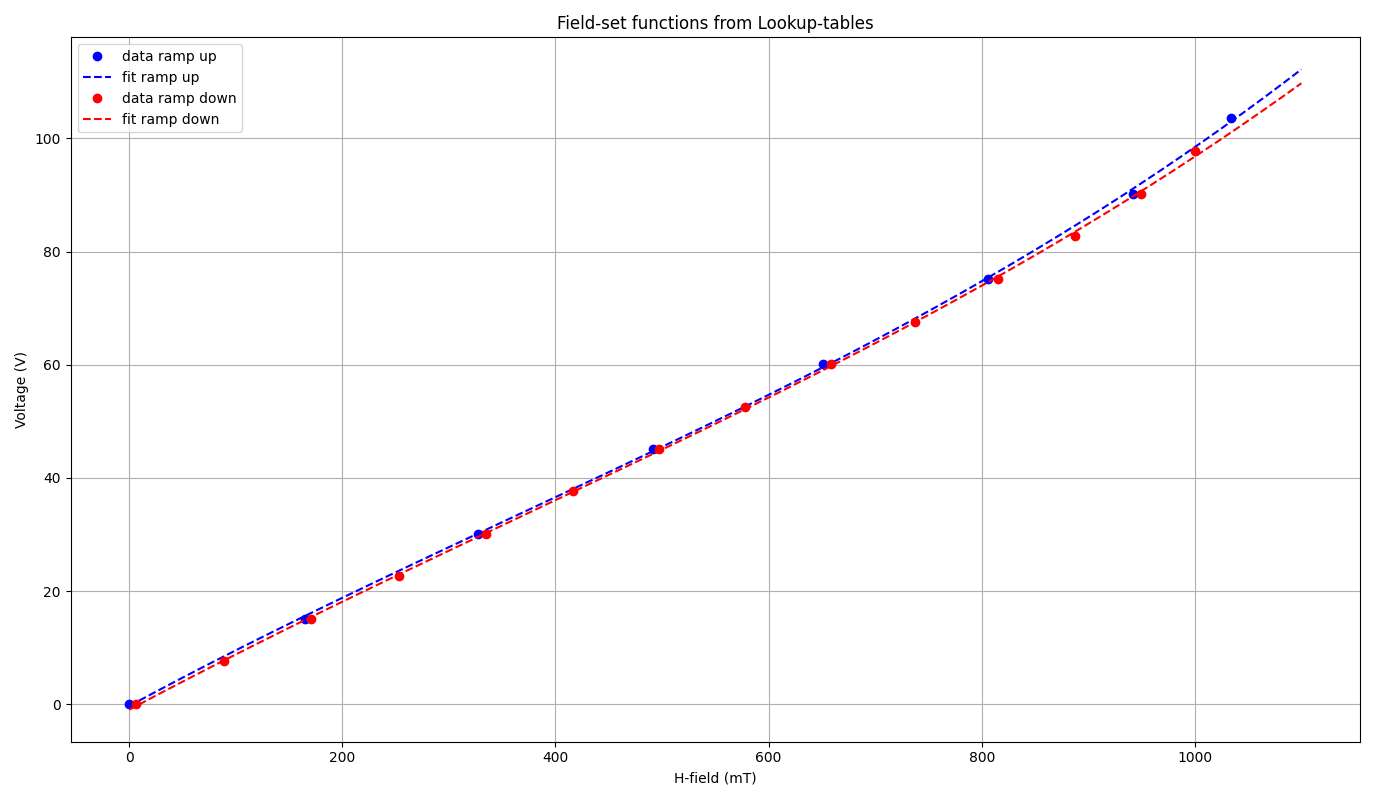 Field-set functions from Lookup-tables
data ramp up
fit ramp up
data ramp down
fit ramp down
100
80
60
40
20
0
Voltage (V)
0 200 400 600 800 1000
H-field (mT)